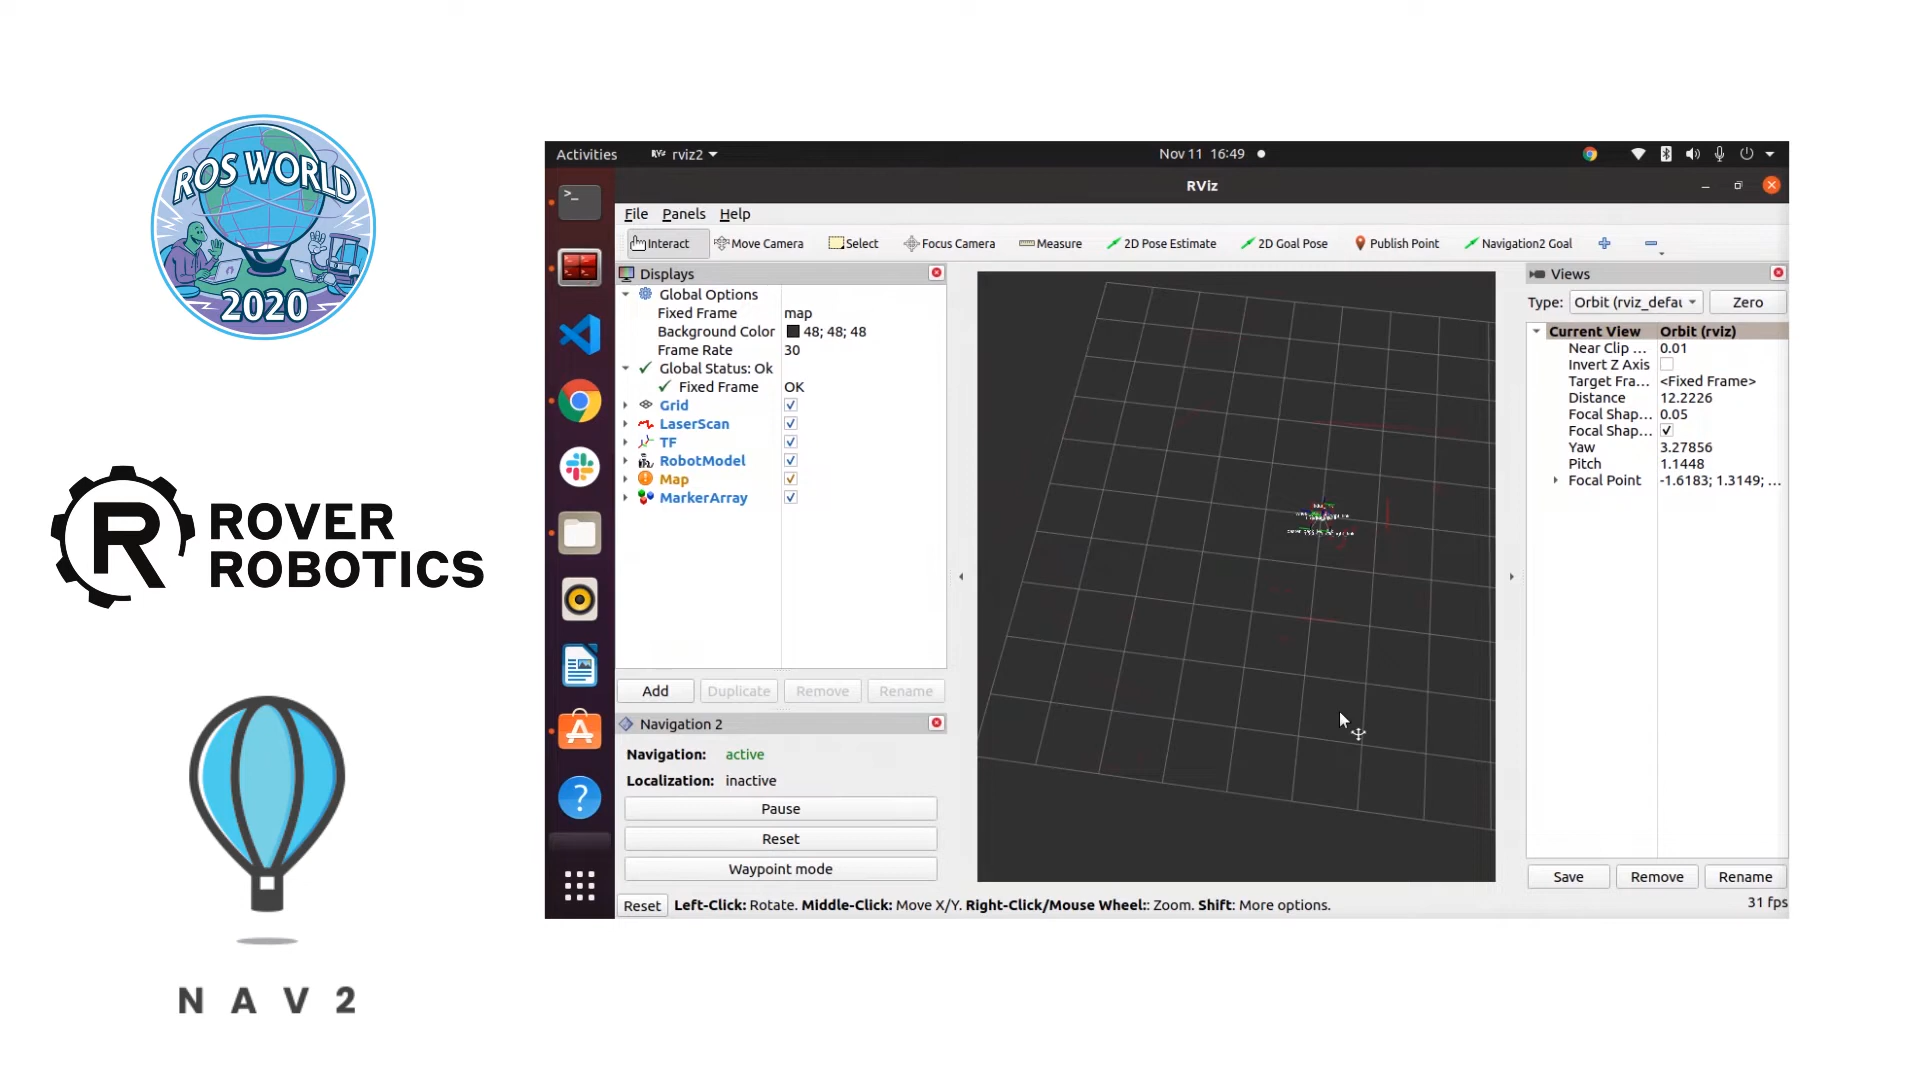 ROS WORLD
2020
ROVER
ROBOTICS
NAV2
Activities
rviz2
Nov 11 16:49
RViz
File Panels Help
Interact Move Camera Select Focus Camera Measure 2D Pose Estimate 2D Goal Pose Publish Point Navigation2 Goal
Displays
Global Options
Fixed Frame map
Background Color 48; 48; 48
Frame Rate 30
Global Status: Ok
Fixed Frame OK
Grid
LaserScan
TF
RobotModel
Map
MarkerArray
Add Duplicate Remove Rename
Navigation 2
Navigation: active
Localization: inactive
Pause
Reset
Waypoint mode
Reset Left-Click: Rotate. Middle-Click: Move X/Y. Right-Click/Mouse Wheel:: Zoom. Shift: More options.
Views
Type: Orbit (rviz_defau Zero
Current View Orbit (rviz)
Near Clip ... 0.01
Invert Z Axis
Target Fra... <Fixed Frame>
Distance 12.2226
Focal Shap... 0.05
Focal Shap...
Yaw 3.27856
Pitch 1.1448
Focal Point -1.6183; 1.3149; ...
Save Remove Rename
31 fps